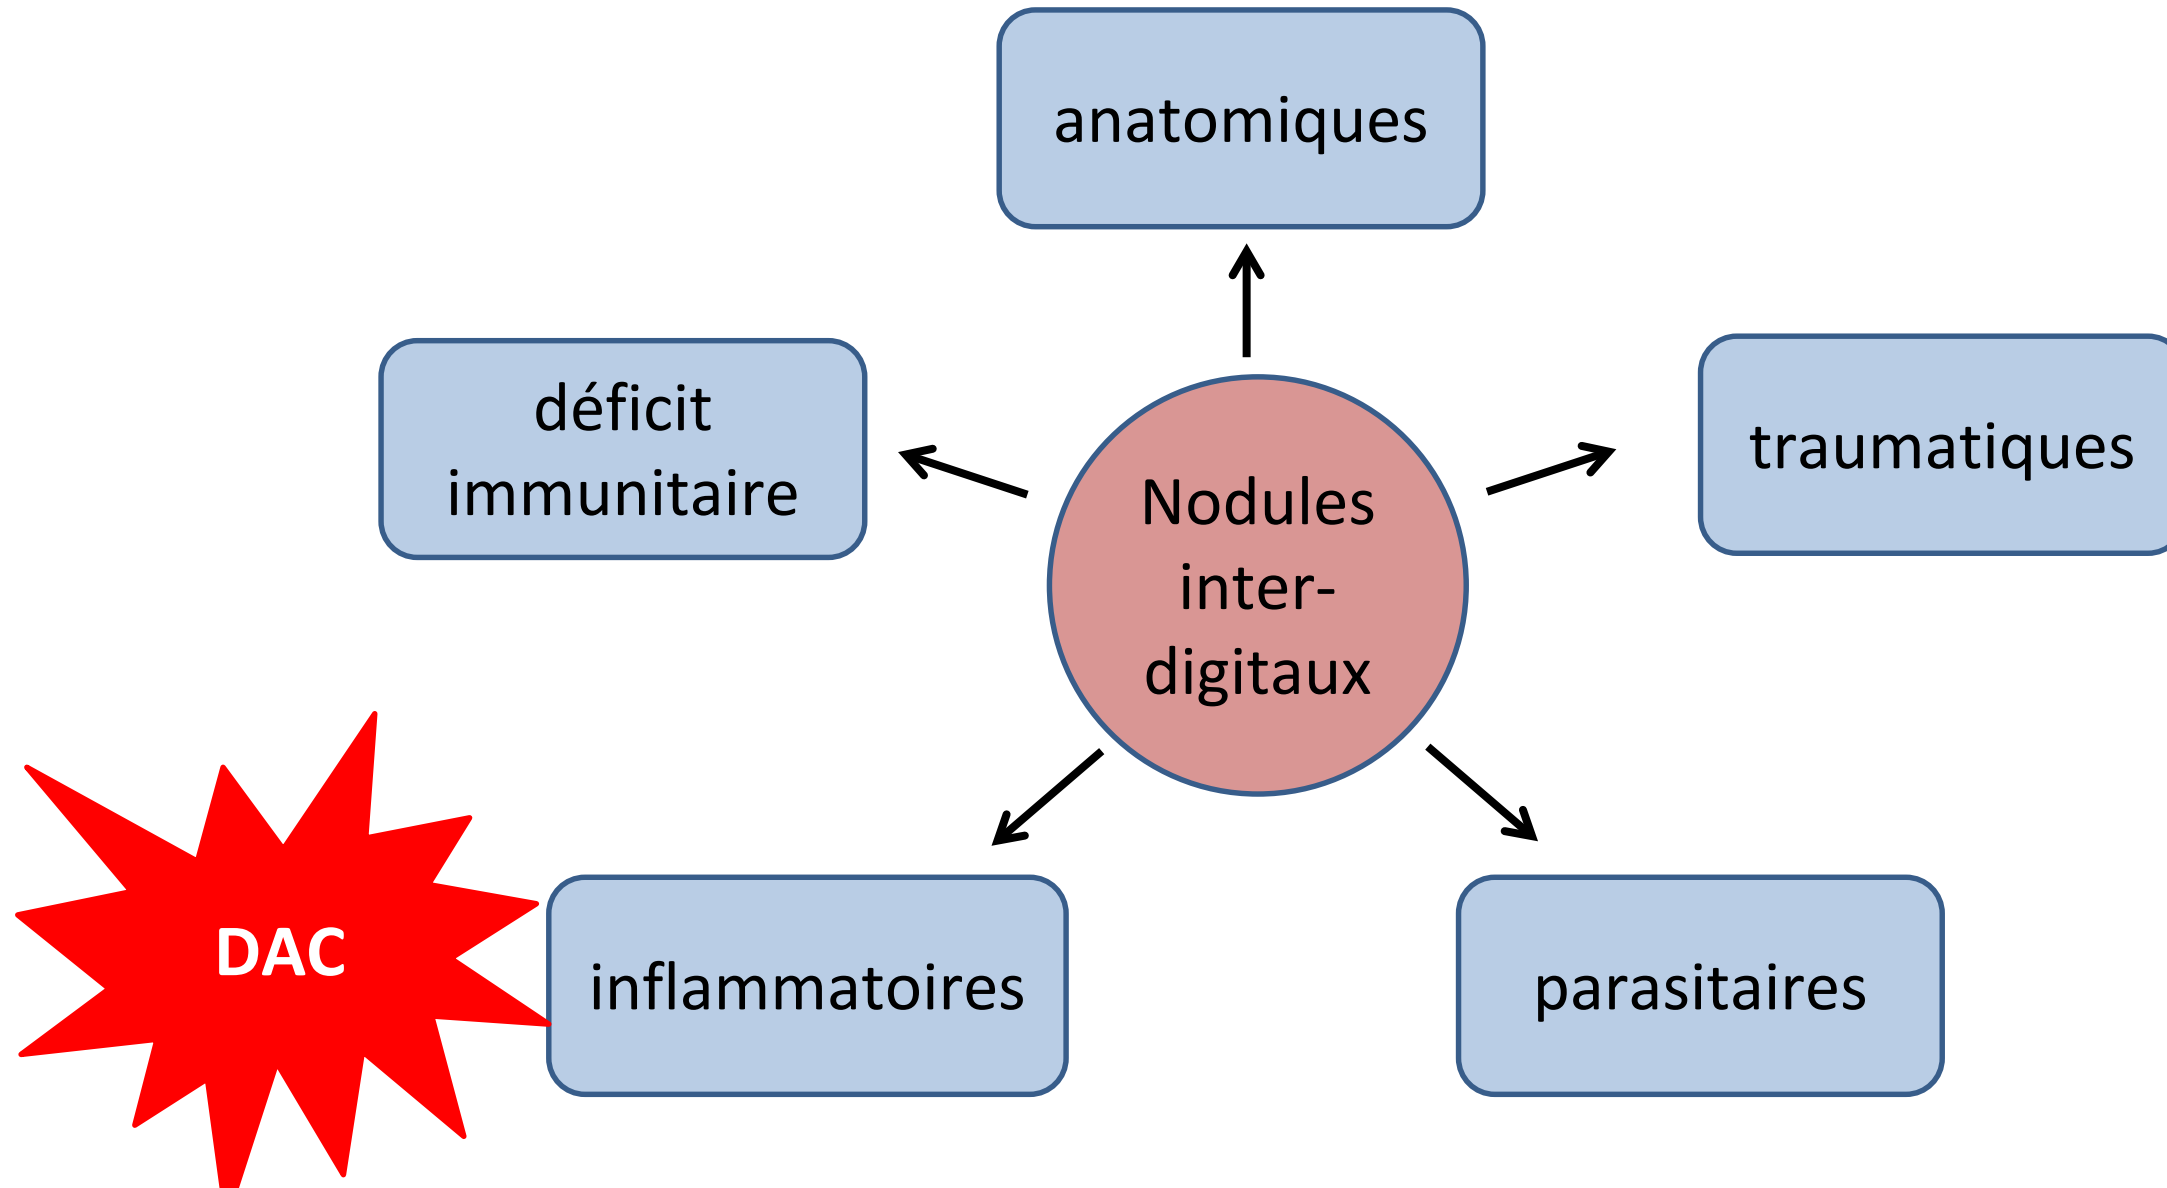 anatomiques
déficit
immunitaire
traumatiques
Nodules
inter-
digitaux
DAC
inflammatoires
parasitaires